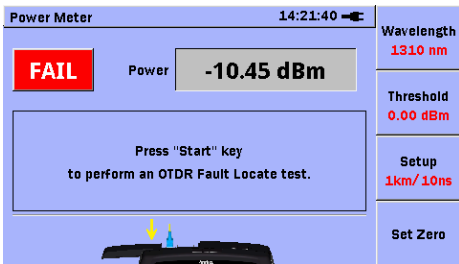 Power Meter
14:21:40
Wavelength
1310 nm
FAIL
Power
-10.45 dBm
Threshold
0.00 dBm
Press "Start" key
to perform an OTDR Fault Locate test.
Setup
1km/10ns
Set Zero